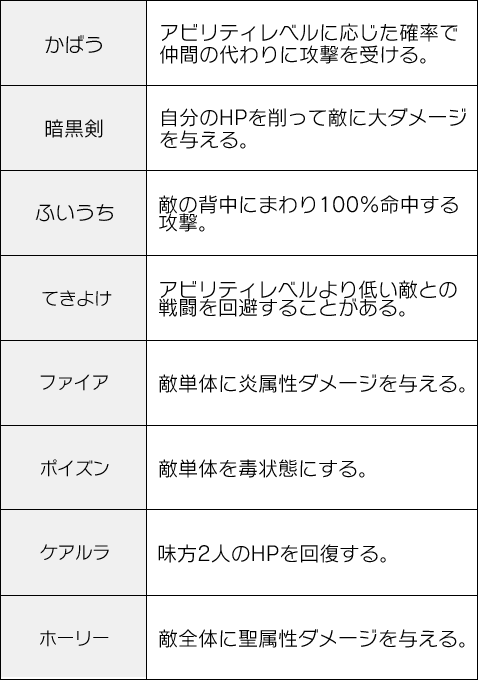 かばう
アビリティレベルに応じた確率で
仲間の代わりに攻撃を受ける。
暗黒剣
自分のHPを削って敵に大ダメージ
を与える。
ふいうち
敵の背中にまわり100%命中する
攻撃。
てきよけ
アビリティレベルより低い敵との
戦闘を回避することがある。
ファイア
敵単体に炎属性ダメージを与える。
ポイズン
敵単体を毒状態にする。
ケアルラ
味方2人のHPを回復する。
ホーリー
敵全体に聖属性ダメージを与える。